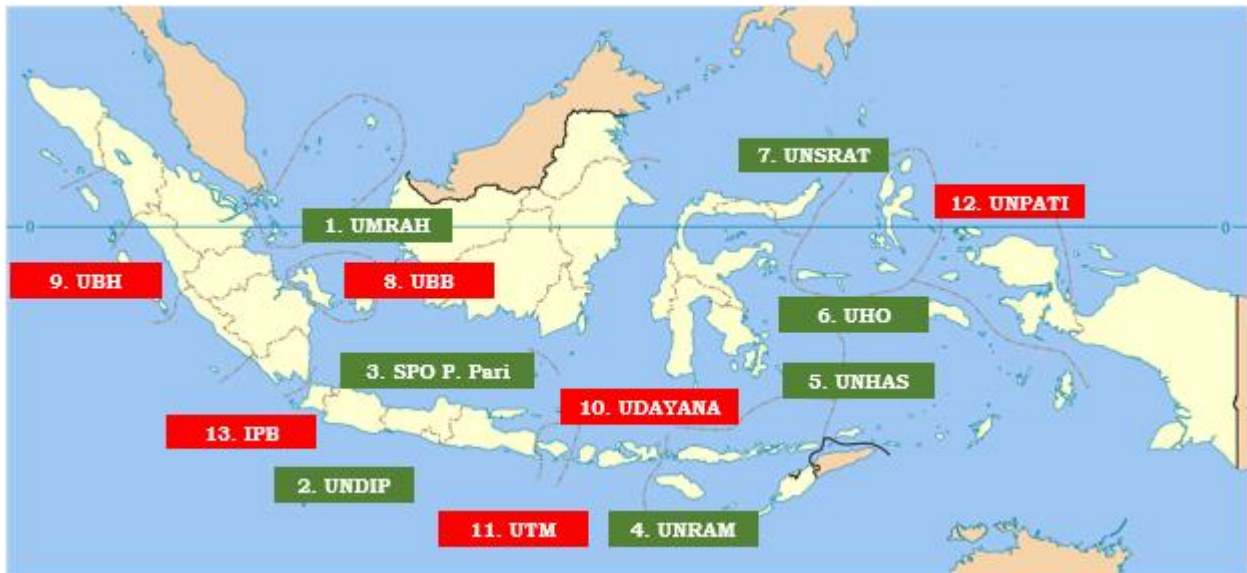 7. UNSRAT
12. UNPATI
1. UMRAH
0
0
9. UBH
8. UBB
6. UHO
3. SPO P. Pari
5. UNHAS
10. UDAYANA
13. IPB
2. UNDIP
11. UTM
4. UNRAM